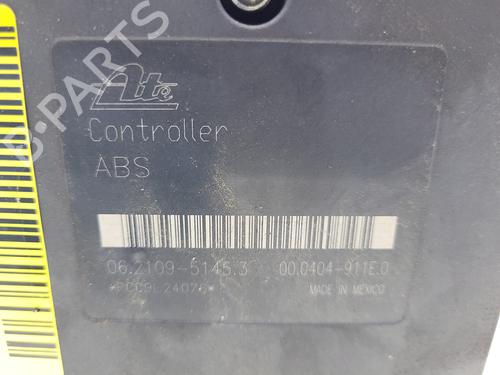 B-PARTS
Ate
Controller
ABS
06.2109-5145.3 00.0404-911E.0
MADE IN MEXICO